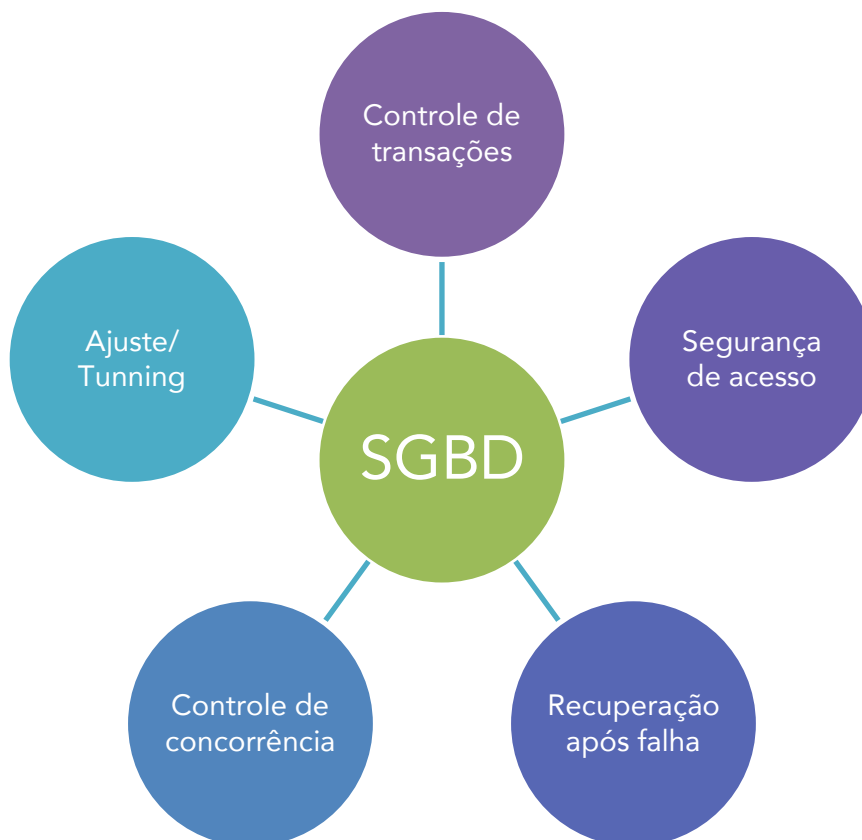 Controle de
transações
Segurança
de acesso
Recuperação
após falha
Controle de
concorrência
Ajuste/
Tunning
SGBD